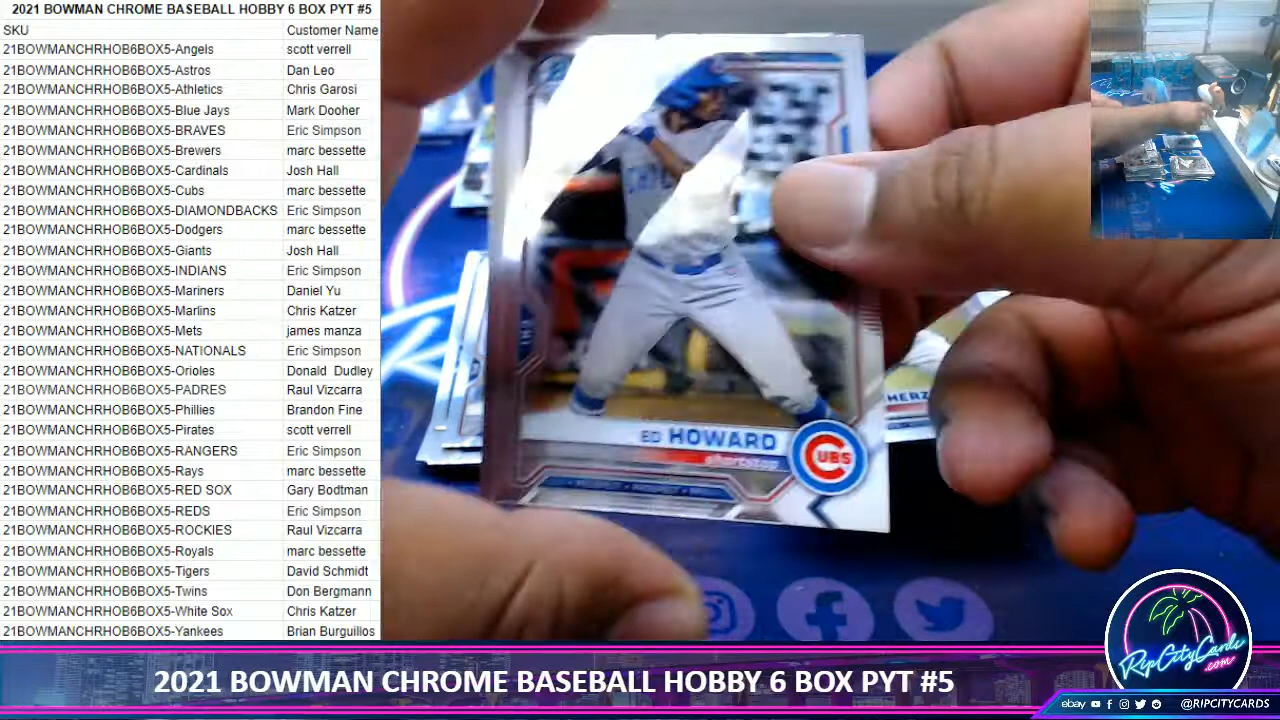 2021 BOWMAN CHROME BASEBALL HOBBY 6 BOX PYT #5
SKU Customer Name
21BOWMANCHRHOB6BOX5-Angels scott verrell
21BOWMANCHRHOB6BOX5-Astros Dan Leo
21BOWMANCHRHOB6BOX5-Athletics Chris Garosi
21BOWMANCHRHOB6BOX5-Blue Jays Mark Dooher
21BOWMANCHRHOB6BOX5-BRAVES Eric Simpson
21BOWMANCHRHOB6BOX5-Brewers marc bessette
21BOWMANCHRHOB6BOX5-Cardinals Josh Hall
21BOWMANCHRHOB6BOX5-Cubs marc bessette
21BOWMANCHRHOB6BOX5-DIAMONDBACKS Eric Simpson
21BOWMANCHRHOB6BOX5-Dodgers marc bessette
21BOWMANCHRHOB6BOX5-Giants Josh Hall
21BOWMANCHRHOB6BOX5-INDIANS Eric Simpson
21BOWMANCHRHOB6BOX5-Mariners Daniel Yu
21BOWMANCHRHOB6BOX5-Marlins Chris Katzer
21BOWMANCHRHOB6BOX5-Mets james manza
21BOWMANCHRHOB6BOX5-NATIONALS Eric Simpson
21BOWMANCHRHOB6BOX5-Orioles Donald Dudley
21BOWMANCHRHOB6BOX5-PADRES Raul Vizcarra
21BOWMANCHRHOB6BOX5-Phillies Brandon Fine
21BOWMANCHRHOB6BOX5-Pirates scott verrell
21BOWMANCHRHOB6BOX5-RANGERS Eric Simpson
21BOWMANCHRHOB6BOX5-Rays marc bessette
21BOWMANCHRHOB6BOX5-RED SOX Gary Bodtman
21BOWMANCHRHOB6BOX5-REDS Eric Simpson
21BOWMANCHRHOB6BOX5-ROCKIES Raul Vizcarra
21BOWMANCHRHOB6BOX5-Royals marc bessette
21BOWMANCHRHOB6BOX5-Tigers David Schmidt
21BOWMANCHRHOB6BOX5-Twins Don Bergmann
21BOWMANCHRHOB6BOX5-White Sox Chris Katzer
21BOWMANCHRHOB6BOX5-Yankees Brian Burguillos
ED HOWARD
shortstop
CUBS
HERZ
RipCityCards
.com
2021 BOWMAN CHROME BASEBALL HOBBY 6 BOX PYT #5
ebay @RIPCITYCARDS